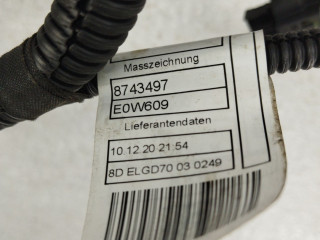 Masszeichnung
8743497
E0W609
Lieferantendaten
10.12.20 21:54
8D ELGD70 03 0249